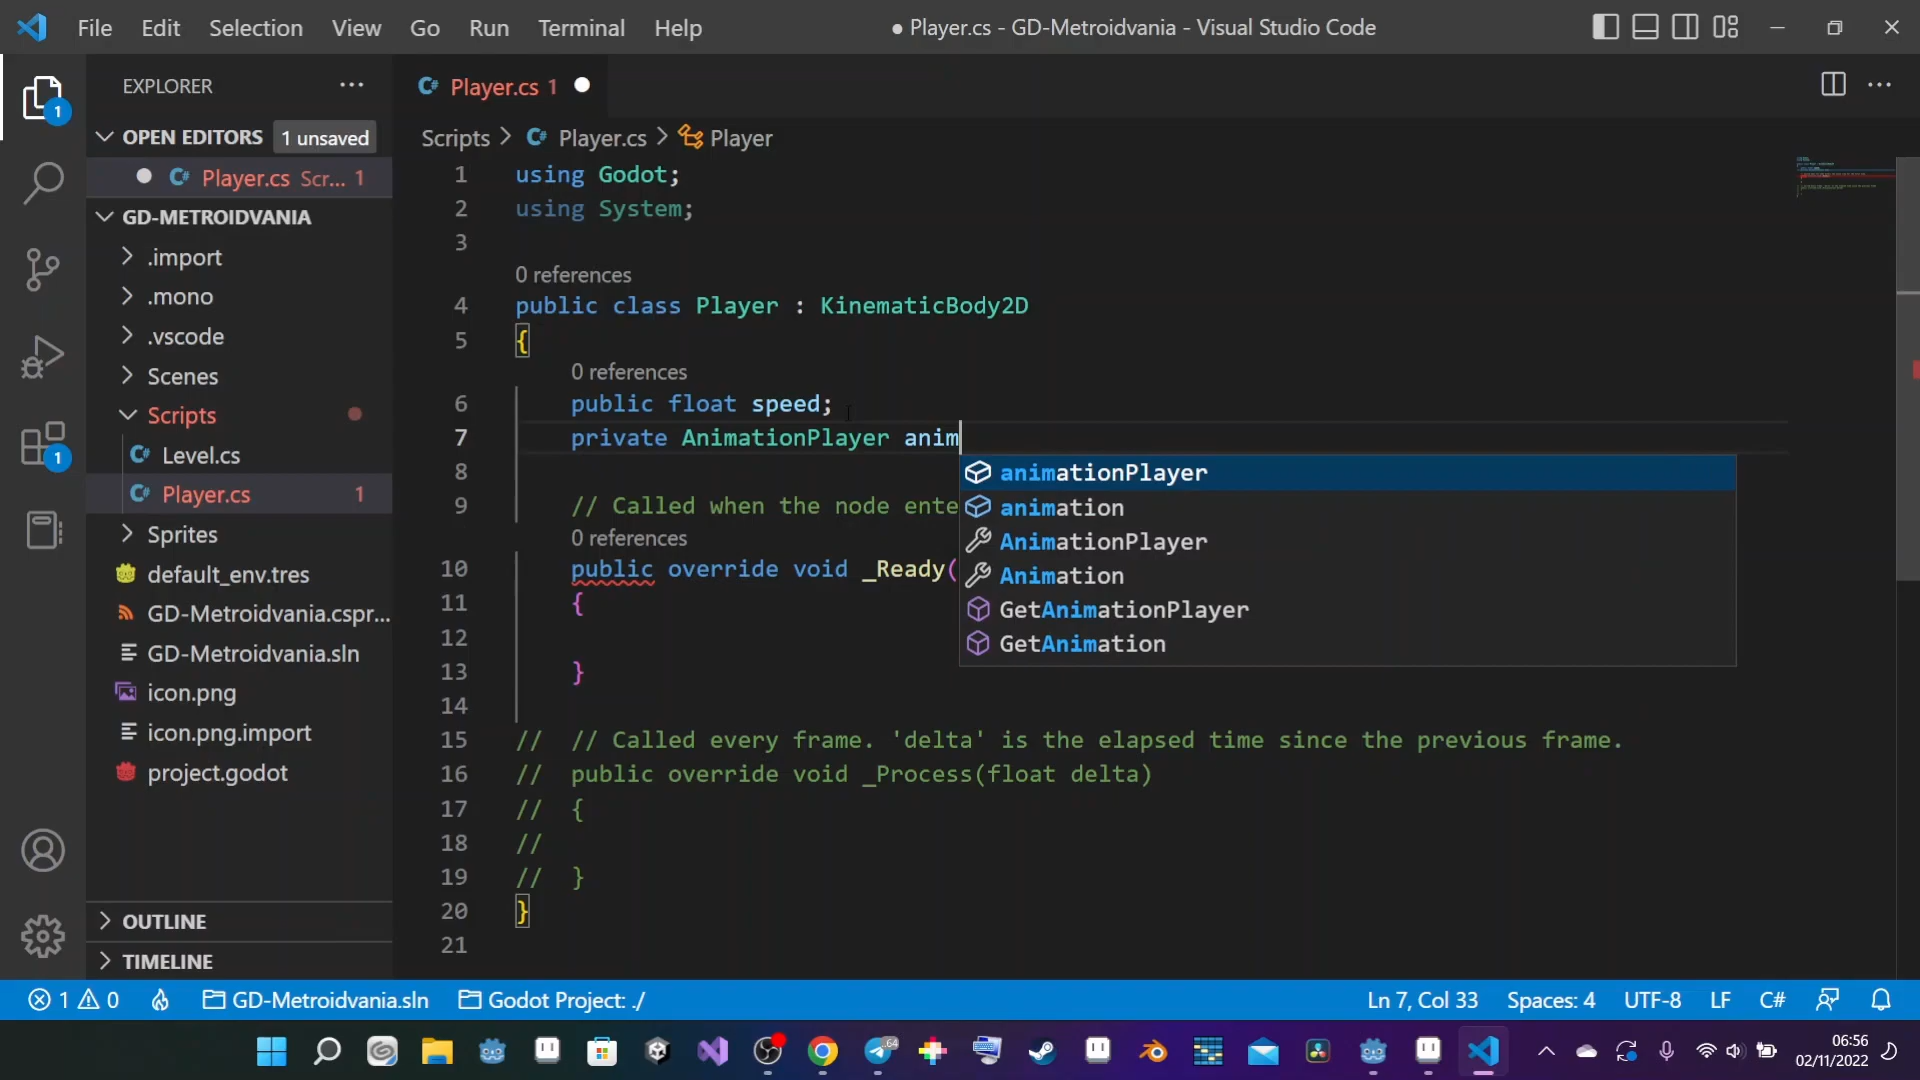 File Edit Selection View Go Run Terminal Help
● Player.cs - GD-Metroidvania - Visual Studio Code
EXPLORER
OPEN EDITORS 1 unsaved
Player.cs Scr... 1
GD-METROIDVANIA
.import
.mono
.vscode
Scenes
Scripts
Level.cs
Player.cs 1
Sprites
default_env.tres
GD-Metroidvania.cspr...
GD-Metroidvania.sln
icon.png
icon.png.import
project.godot
OUTLINE
TIMELINE
1
1
Player.cs 1
Scripts > Player.cs > Player
1 using Godot;
2 using System;
3
0 references
4 public class Player : KinematicBody2D
5 {
0 references
6 public float speed;
7 private AnimationPlayer anim
8
9 // Called when the node ente
0 references
10 public override void _Ready(
11 {
12
13 }
14
15 // // Called every frame. 'delta' is the elapsed time since the previous frame.
16 // public override void _Process(float delta)
17 // {
18 //
19 // }
20 }
21
animationPlayer
animation
AnimationPlayer
Animation
GetAnimationPlayer
GetAnimation
1 0 GD-Metroidvania.sln Godot Project: ./
Ln 7, Col 33 Spaces: 4 UTF-8 LF C#
64
06:56
02/11/2022